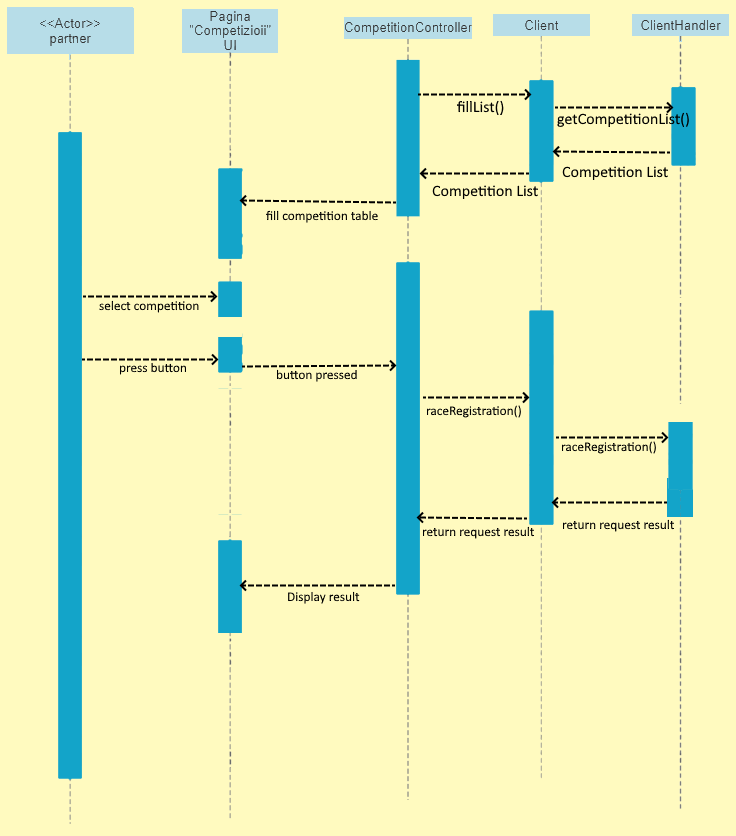 <<Actor>>
partner
Pagina
"Competizioii"
UI
CompetitionController
Client
ClientHandler
fillList()
getCompetitionList()
Competition List
Competition List
fill competition table
select competition
press button
button pressed
raceRegistration()
raceRegistration()
return request result
return request result
Display result